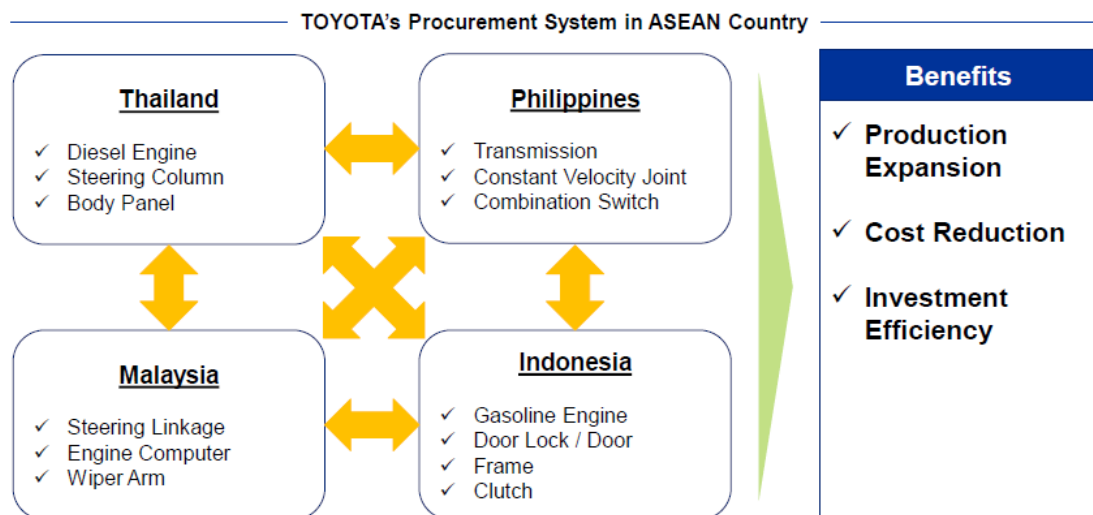 TOYOTA's Procurement System in ASEAN Country
Thailand
✓ Diesel Engine
✓ Steering Column
✓ Body Panel
Philippines
✓ Transmission
✓ Constant Velocity Joint
✓ Combination Switch
Malaysia
✓ Steering Linkage
✓ Engine Computer
✓ Wiper Arm
Indonesia
✓ Gasoline Engine
✓ Door Lock / Door
✓ Frame
✓ Clutch
Benefits
✓ Production
Expansion
✓ Cost Reduction
✓ Investment
Efficiency